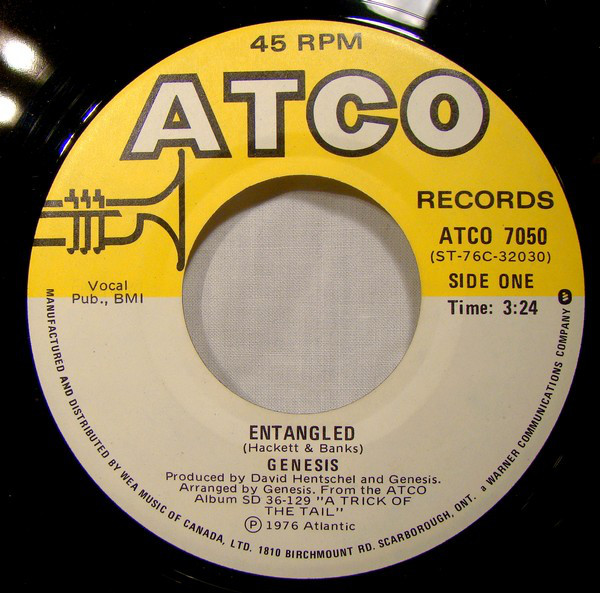 45 RPM
ATCO
RECORDS
ATCO 7050
(ST-76C-32030)
SIDE ONE
Time: 3:24
Vocal
Pub., BMI
ENTANGLED
(Hackett & Banks)
GENESIS
Produced by David Hentschel and Genesis.
Arranged by Genesis. From the ATCO
Album SD 36-129 "A TRICK OF
THE TAIL"
Ⓟ 1976 Atlantic
MANUFACTURED AND DISTRIBUTED BY WEA MUSIC OF CANADA, LTD. 1810 BIRCHMOUNT RD. SCARBOROUGH, ONT. a WARNER COMMUNICATIONS COMPANY